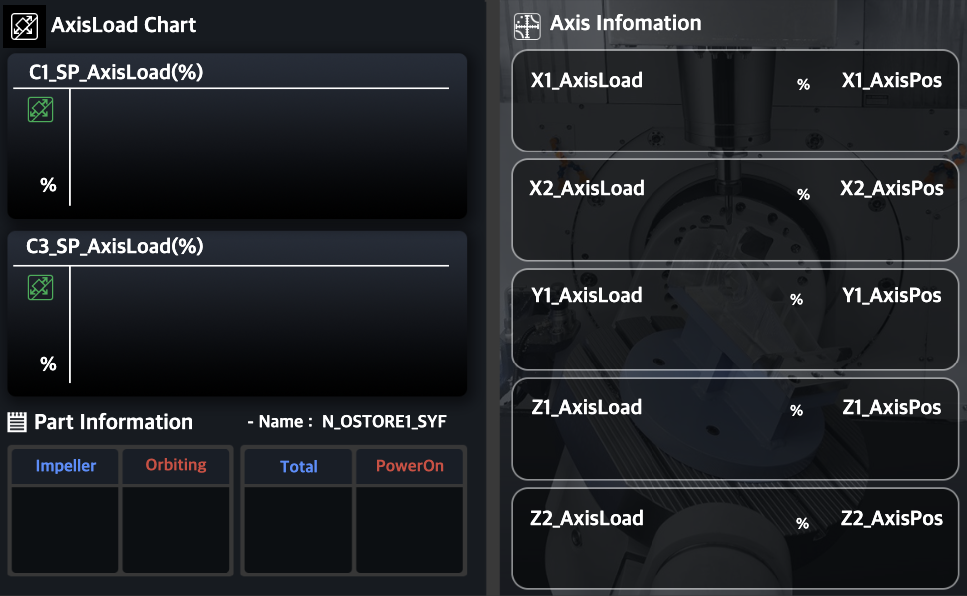 AxisLoad Chart
C1_SP_AxisLoad(%)
%
C3_SP_AxisLoad(%)
%
Part Information
- Name : N_OSTORE1_SYF
Impeller
Orbiting
Total
PowerOn
Axis Infomation
X1_AxisLoad % X1_AxisPos
X2_AxisLoad % X2_AxisPos
Y1_AxisLoad % Y1_AxisPos
Z1_AxisLoad % Z1_AxisPos
Z2_AxisLoad % Z2_AxisPos